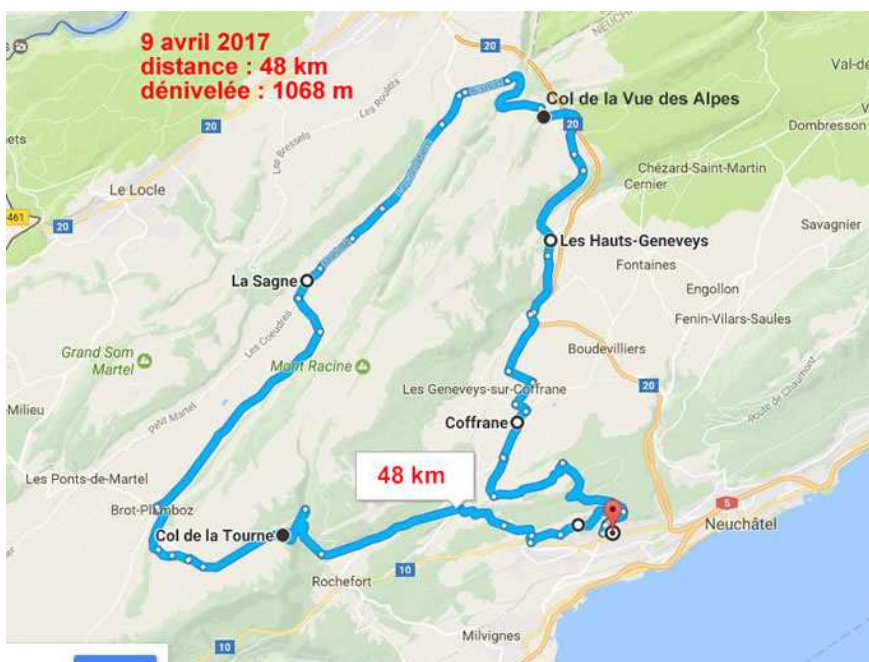 9 avril 2017
distance : 48 km
dénivelée : 1068 m
20
NEUCHÂTE
Val-de
Col de la Vue des Alpes
20
Les Roulets
20
Dombresson
Les Bressels
Chézard-Saint-Martin
Cernier
Le Locle
461
20
Savagnier
Les Hauts-Geneveys
Fontaines
La Sagne
Engollon
Fenin-Vilars-Saules
Les Coeudres
Boudevilliers
Grand Som
Martel
Mont Racine
20
Les Geneveys-sur-Coffrane
Route de Chaumont
-Milieu
Petit Martel
Coffrane
48 km
Les Ponts-de-Martel
5
Brot-Plamboz
Neuchâtel
Col de la Tourne
10
Rochefort
Milvignes
10